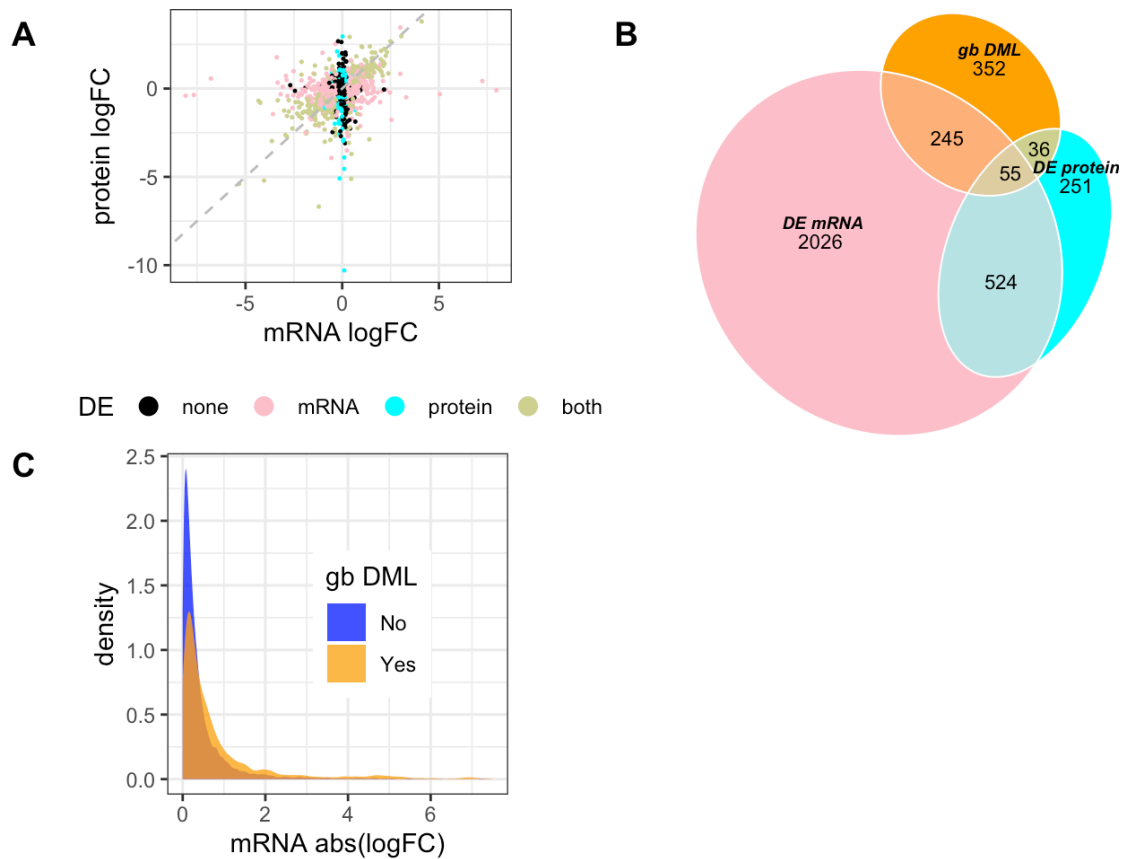 A
protein logFC
0
-5
-10
-5
0
5
mRNA logFC
DE
none
mRNA
protein
both
B
gb DML
352
245
36
55
DE protein
251
DE mRNA
2026
524
C
density
2.5
2.0
1.5
1.0
0.5
0.0
gb DML
No
Yes
0
2
4
6
mRNA abs(logFC)